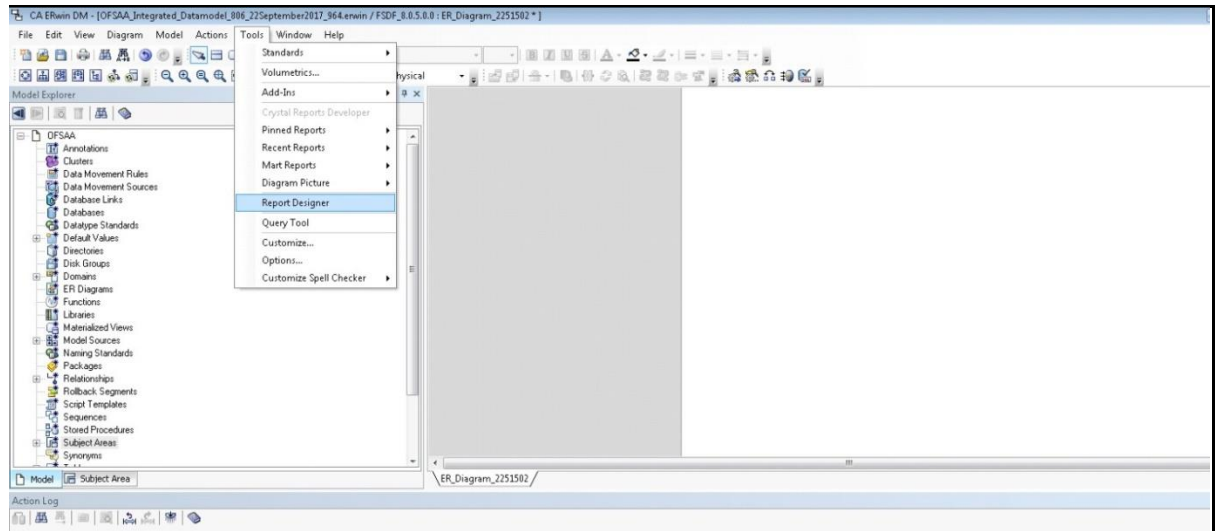 CA ERwin DM - [OFSAA_Integrated_Datamodel_806_22September2017_964.erwin / FSDF_8.0.5.0.0 : ER_Diagram_2251502 * ]
File Edit View Diagram Model Actions Tools Window Help
Standards
Volumetrics...
Add-Ins
Crystal Reports Developer
Pinned Reports
Recent Reports
Mart Reports
Diagram Picture
Report Designer
Query Tool
Customize...
Options...
Customize Spell Checker
hysical
Model Explorer
OFSAA
Annotations
Clusters
Data Movement Rules
Data Movement Sources
Database Links
Databases
Datatype Standards
Default Values
Directories
Disk Groups
Domains
ER Diagrams
Functions
Libraries
Materialized Views
Model Sources
Naming Standards
Packages
Relationships
Rollback Segments
Script Templates
Sequences
Stored Procedures
Subject Areas
Synonyms
Model Subject Area
ER_Diagram_2251502
Action Log